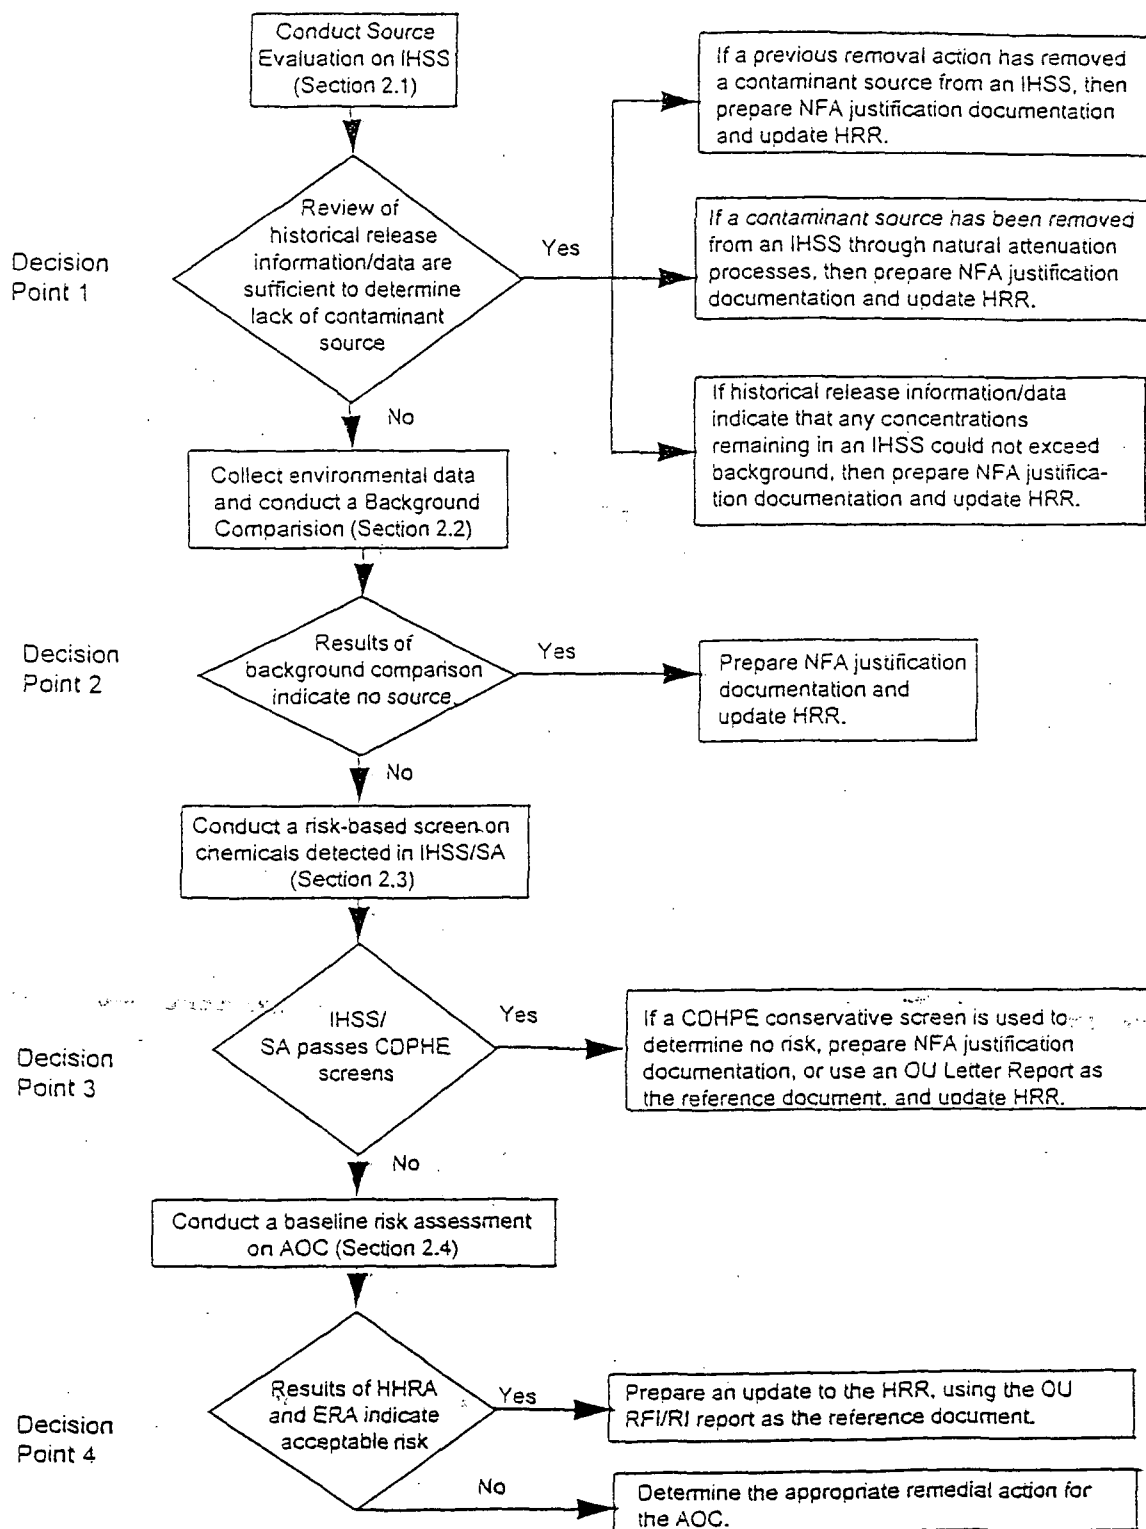 Conduct Source
Evaluation on IHSS
(Section 2.1)
If a previous removal action has removed
a contaminant source from an IHSS, then
prepare NFA justification documentation
and update HRR.
Decision
Point 1
Review of
historical release
information/data are
sufficient to determine
lack of contaminant
source
Yes
If a contaminant source has been removed
from an IHSS through natural attenuation
processes, then prepare NFA justification
documentation and update HRR.
If historical release information/data
indicate that any concentrations
remaining in an IHSS could not exceed
background, then prepare NFA justifica-
tion documentation and update HRR.
No
Collect environmental data
and conduct a Background
Comparision (Section 2.2)
Decision
Point 2
Results of
background comparison
indicate no source
Yes
Prepare NFA justification
documentation and
update HRR.
No
Conduct a risk-based screen on
chemicals detected in IHSS/SA
(Section 2.3)
Decision
Point 3
IHSS/
SA passes CDPHE
screens
Yes
If a CDHPE conservative screen is used to
determine no risk, prepare NFA justification
documentation, or use an OU Letter Report as
the reference document. and update HRR.
No
Conduct a baseline risk assessment
on AOC (Section 2.4)
Decision
Point 4
Results of HHRA
and ERA indicate
acceptable risk
Yes
Prepare an update to the HRR, using the OU
RFI/RI report as the reference document.
No
Determine the appropriate remedial action for
the AOC.